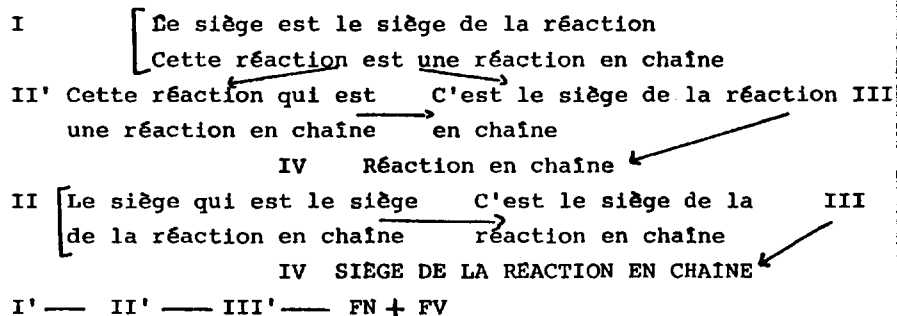 I Le siège est le siège de la réaction
Cette réaction est une réaction en chaîne
II' Cette réaction qui est C'est le siège de la réaction III
une réaction en chaîne en chaîne
IV Réaction en chaîne
II Le siège qui est le siège C'est le siège de la III
de la réaction en chaîne réaction en chaîne
IV SIÈGE DE LA RÉACTION EN CHAÎNE
I' — II' — III' — FN + FV